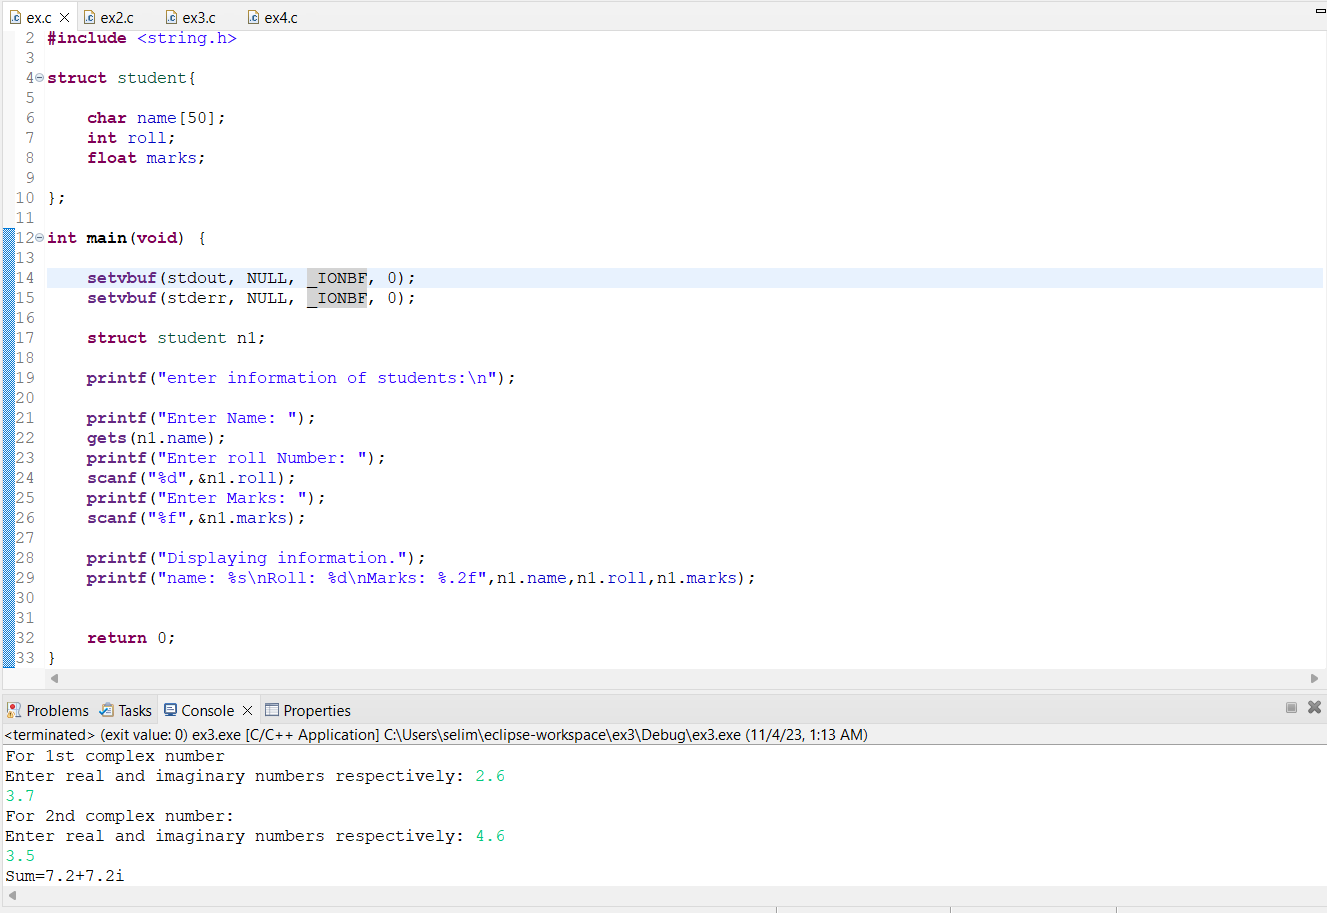 ex.c ex2.c ex3.c ex4.c
2 #include <string.h>
3
4 struct student{
5
6 char name[50];
7 int roll;
8 float marks;
9
10 };
11
12 int main(void) {
13
14 setvbuf(stdout, NULL, _IONBF, 0);
15 setvbuf(stderr, NULL, _IONBF, 0);
16
17 struct student n1;
18
19 printf("enter information of students:\n");
20
21 printf("Enter Name: ");
22 gets(n1.name);
23 printf("Enter roll Number: ");
24 scanf("%d",&n1.roll);
25 printf("Enter Marks: ");
26 scanf("%f",&n1.marks);
27
28 printf("Displaying information.");
29 printf("name: %s\nRoll: %d\nMarks: %.2f",n1.name,n1.roll,n1.marks);
30
31
32 return 0;
33 }
Problems Tasks Console Properties
<terminated> (exit value: 0) ex3.exe [C/C++ Application] C:\Users\selim\eclipse-workspace\ex3\Debug\ex3.exe (11/4/23, 1:13 AM)
For 1st complex number
Enter real and imaginary numbers respectively: 2.6
3.7
For 2nd complex number:
Enter real and imaginary numbers respectively: 4.6
3.5
Sum=7.2+7.2i